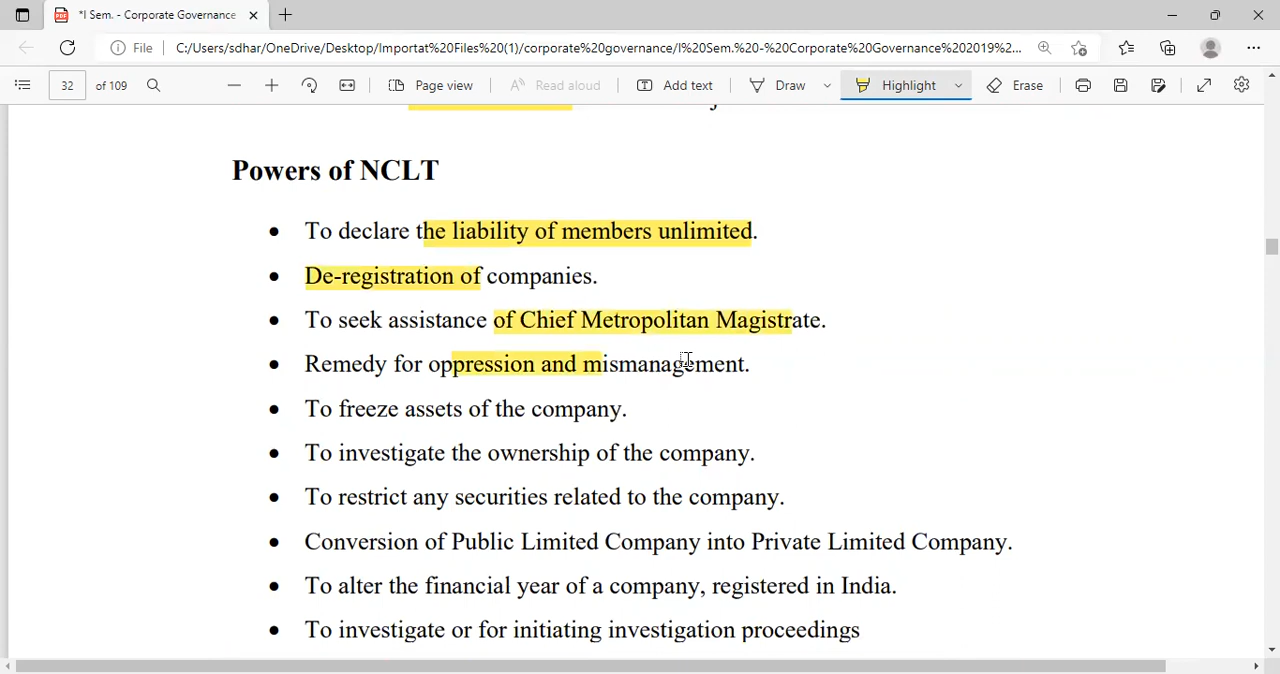 *I Sem. - Corporate Governance
File
C:/Users/sdhar/OneDrive/Desktop/Importat%20Files%20(1)/corporate%20governance/I%20Sem.%20-%20Corporate%20Governance%202019%2...
32 of 109
Page view
Read aloud
Add text
Draw
Highlight
Erase
Powers of NCLT
• To declare the liability of members unlimited.
• De-registration of companies.
• To seek assistance of Chief Metropolitan Magistrate.
• Remedy for oppression and mismanagement.
• To freeze assets of the company.
• To investigate the ownership of the company.
• To restrict any securities related to the company.
• Conversion of Public Limited Company into Private Limited Company.
• To alter the financial year of a company, registered in India.
• To investigate or for initiating investigation proceedings